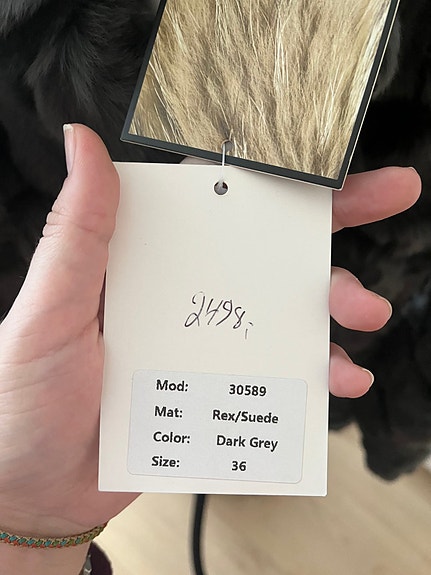 2498,-
Mod: 30589
Mat: Rex/Suede
Color: Dark Grey
Size: 36